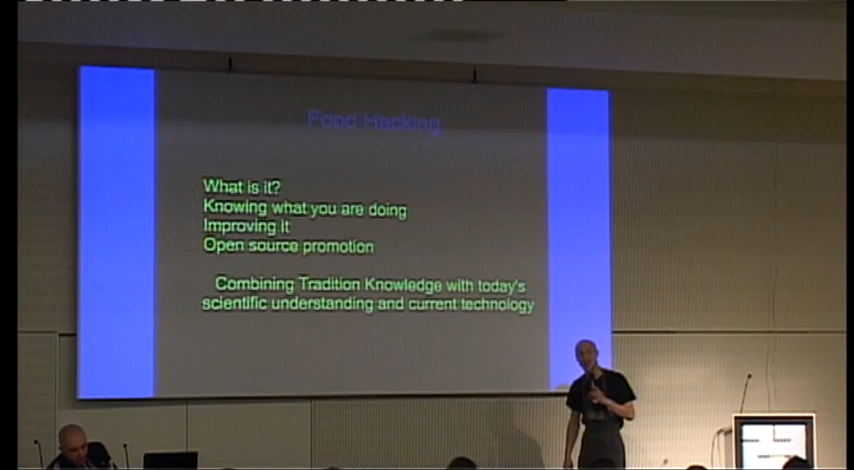 Food Hacking
What is it?
Knowing what you are doing
Improving it
Open source promotion
Combining Tradition Knowledge with today's
scientific understanding and current technology